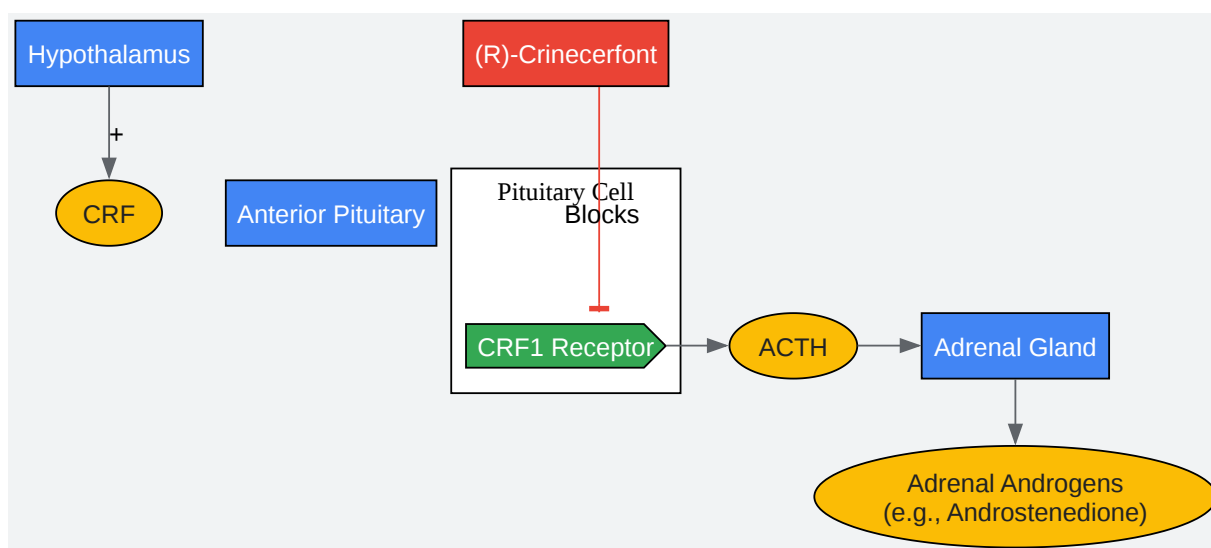 Hypothalamus
(R)-Crinecerfont
+
CRF
Anterior Pituitary
Pituitary Cell
Blocks
CRF1 Receptor
ACTH
Adrenal Gland
Adrenal Androgens
(e.g., Androstenedione)